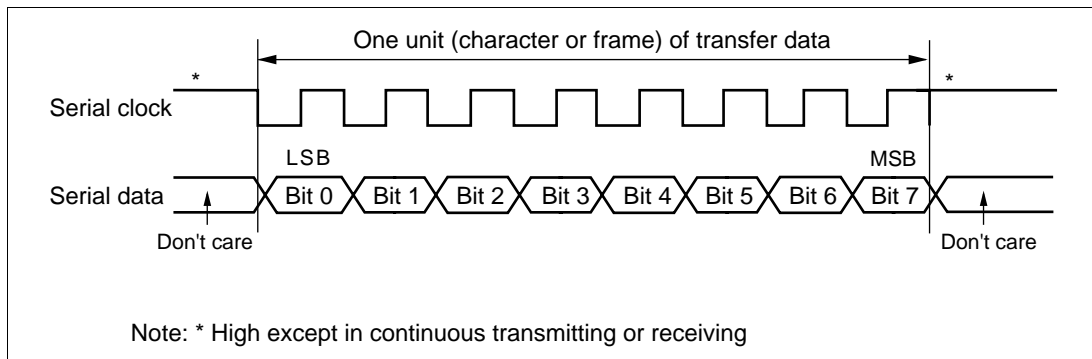 One unit (character or frame) of transfer data
* *
Serial clock
LSB MSB
Serial data Bit 0 Bit 1 Bit 2 Bit 3 Bit 4 Bit 5 Bit 6 Bit 7
Don't care Don't care
Note: * High except in continuous transmitting or receiving